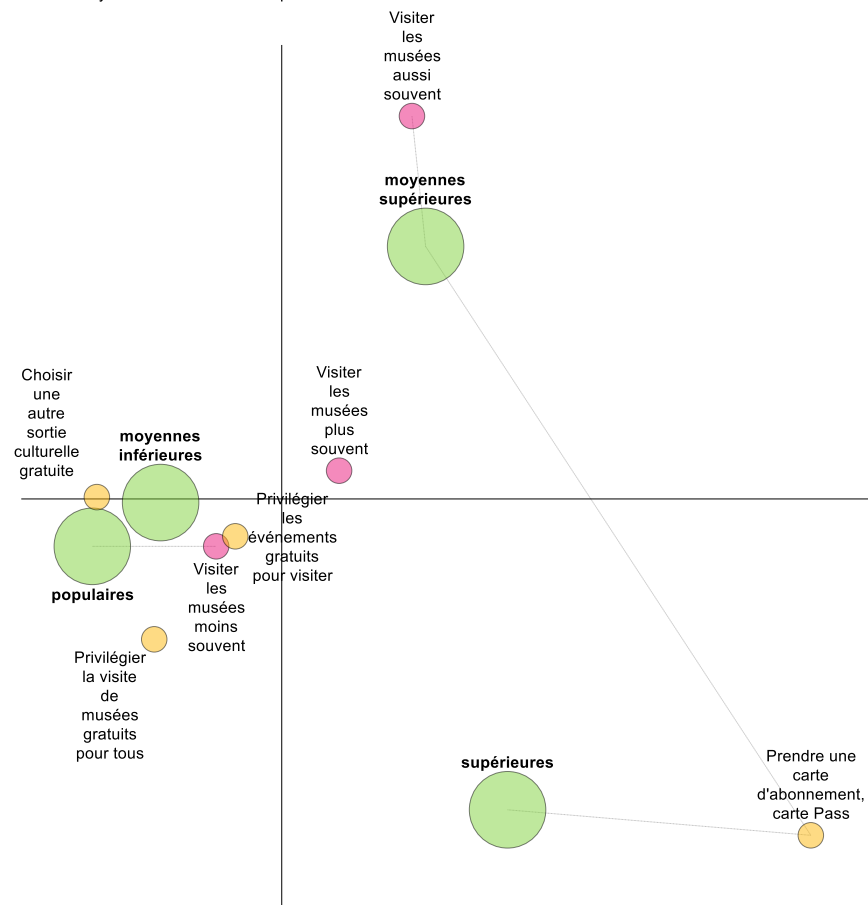 Visiter
les
musées
aussi
souvent
moyennes
supérieures
Visiter
les
musées
plus
souvent
Choisir
une
autre
sortie
culturelle
gratuite
moyennes
inférieures
Privilégier
les
événements
gratuits
pour visiter
populaires
Visiter
les
musées
moins
souvent
Privilégier
la visite
de
musées
gratuits
pour tous
supérieures
Prendre une
carte
d'abonnement,
carte Pass